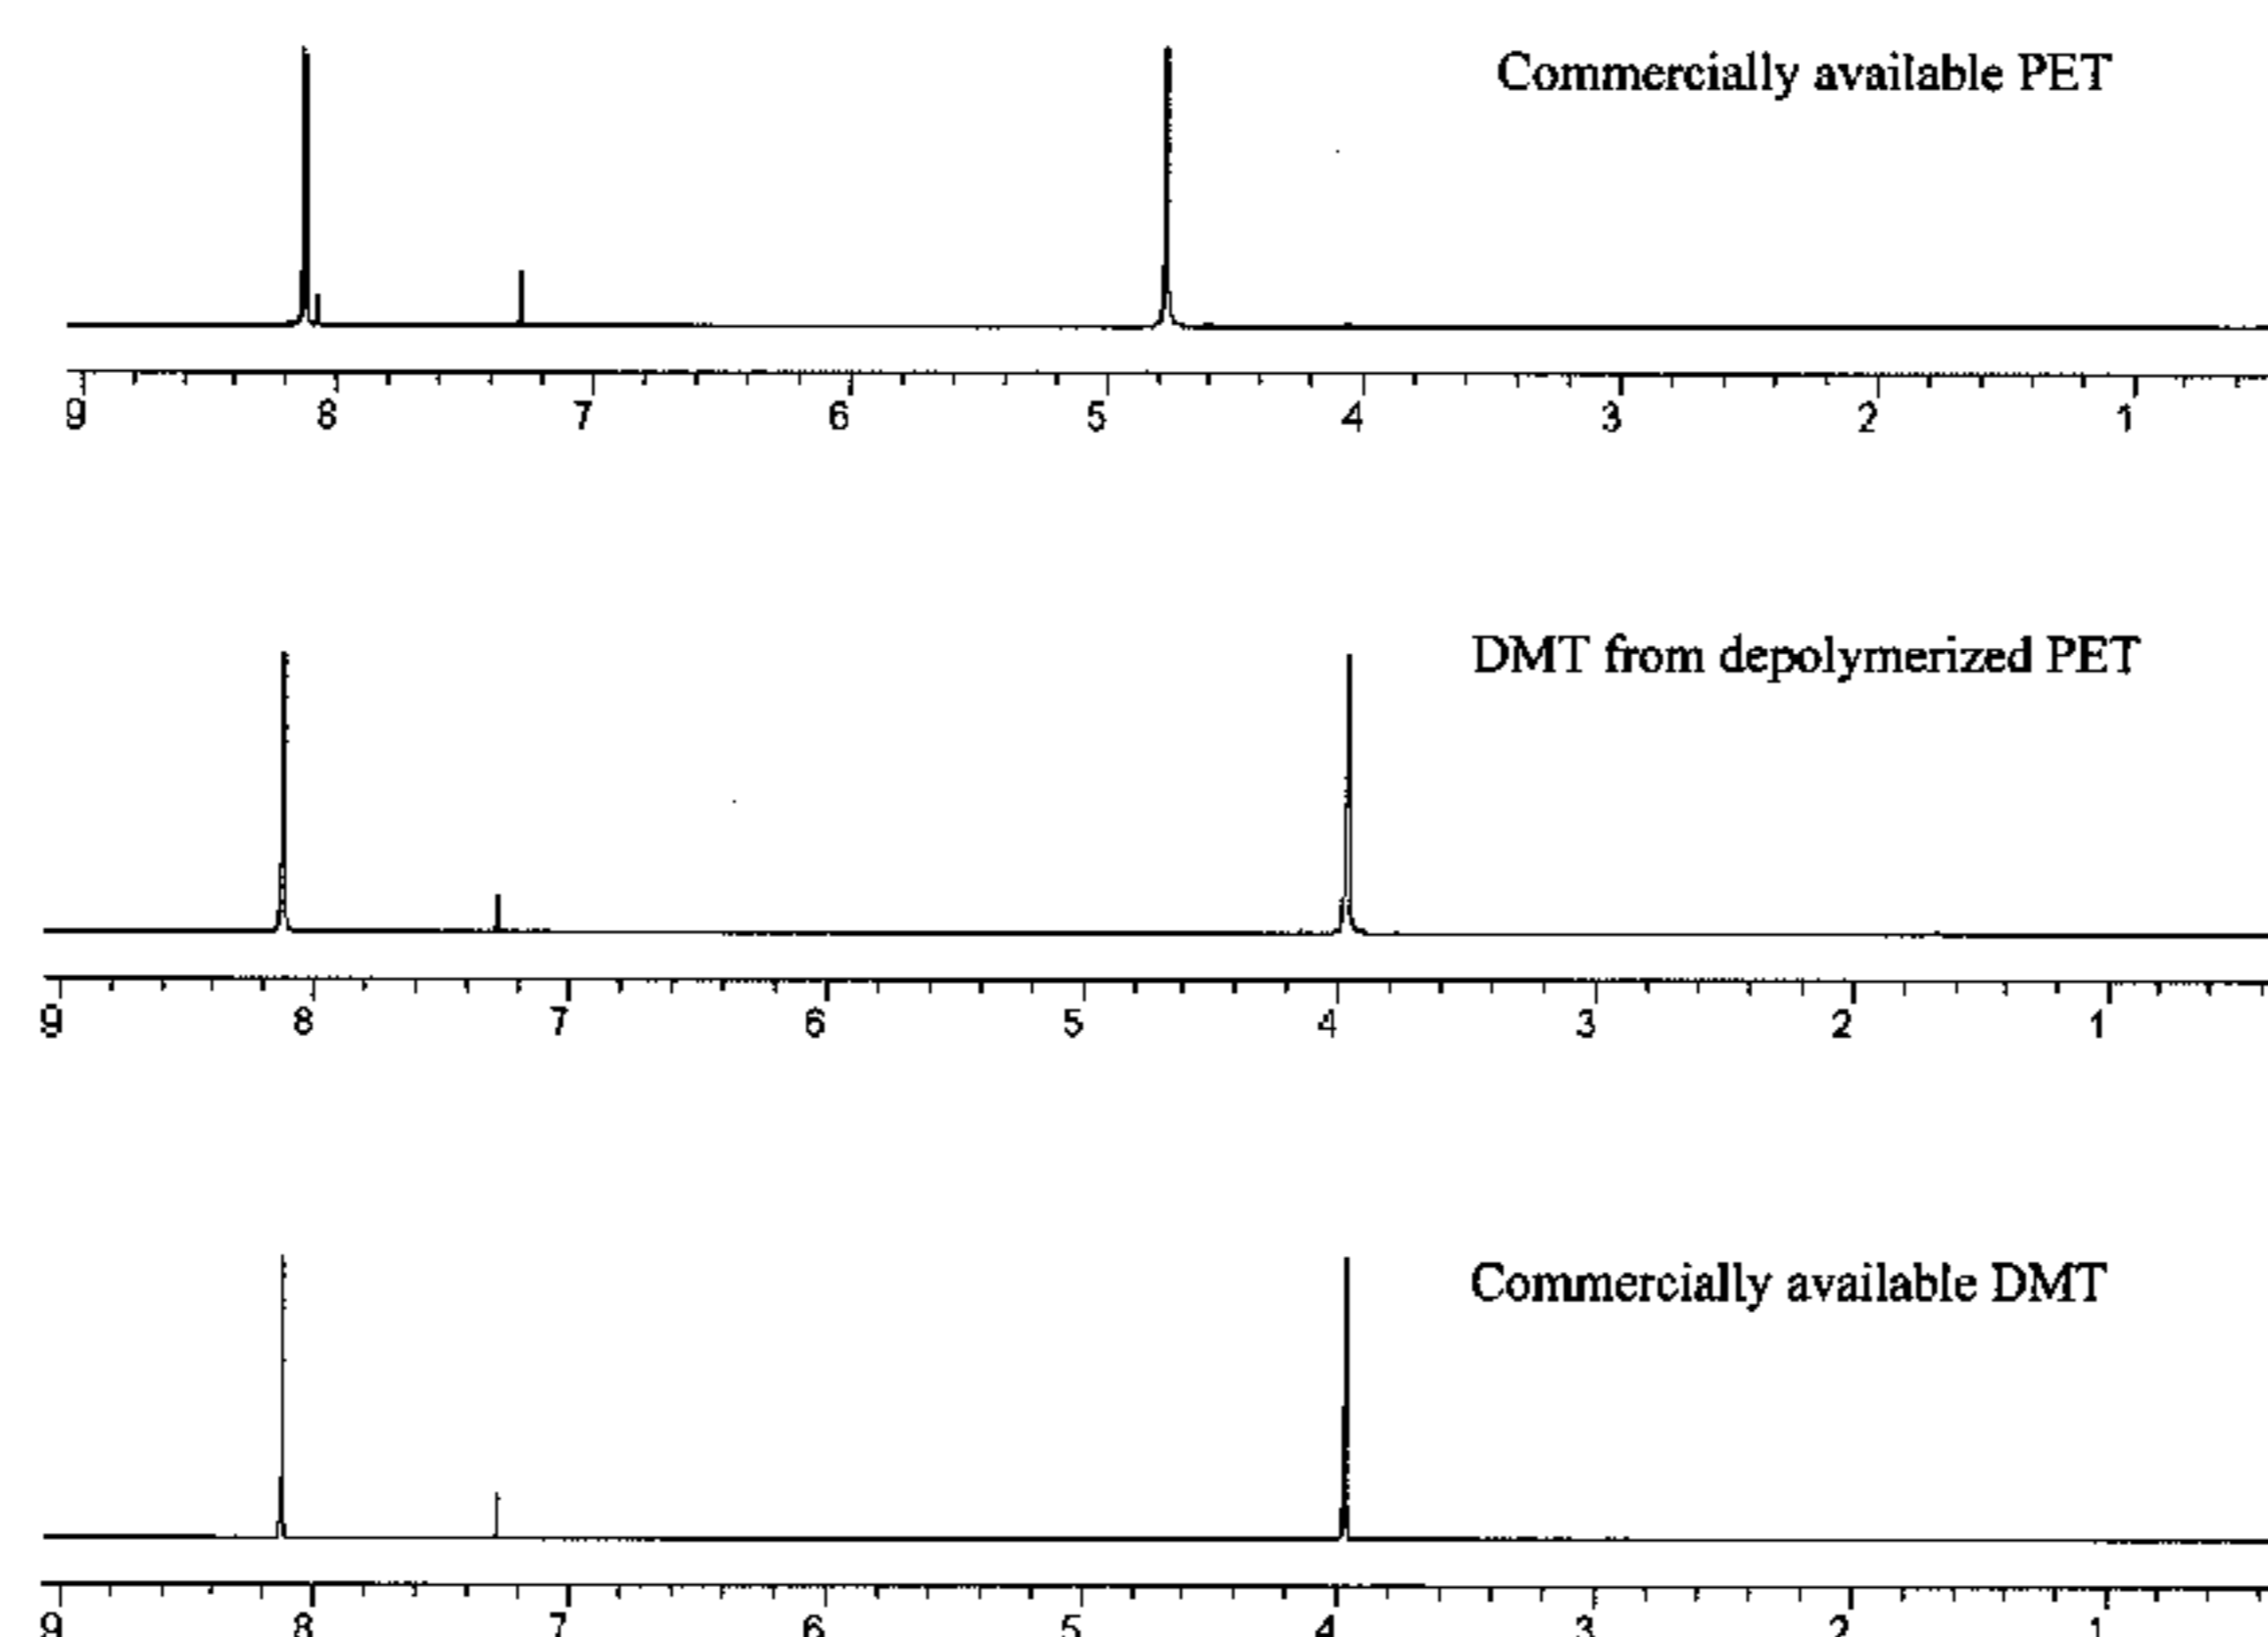 Commercially available PET
9 8 7 6 5 4 3 2 1
DMT from depolymerized PET
9 8 7 6 5 4 3 2 1
Commercially available DMT
9 8 7 6 5 4 3 2 1